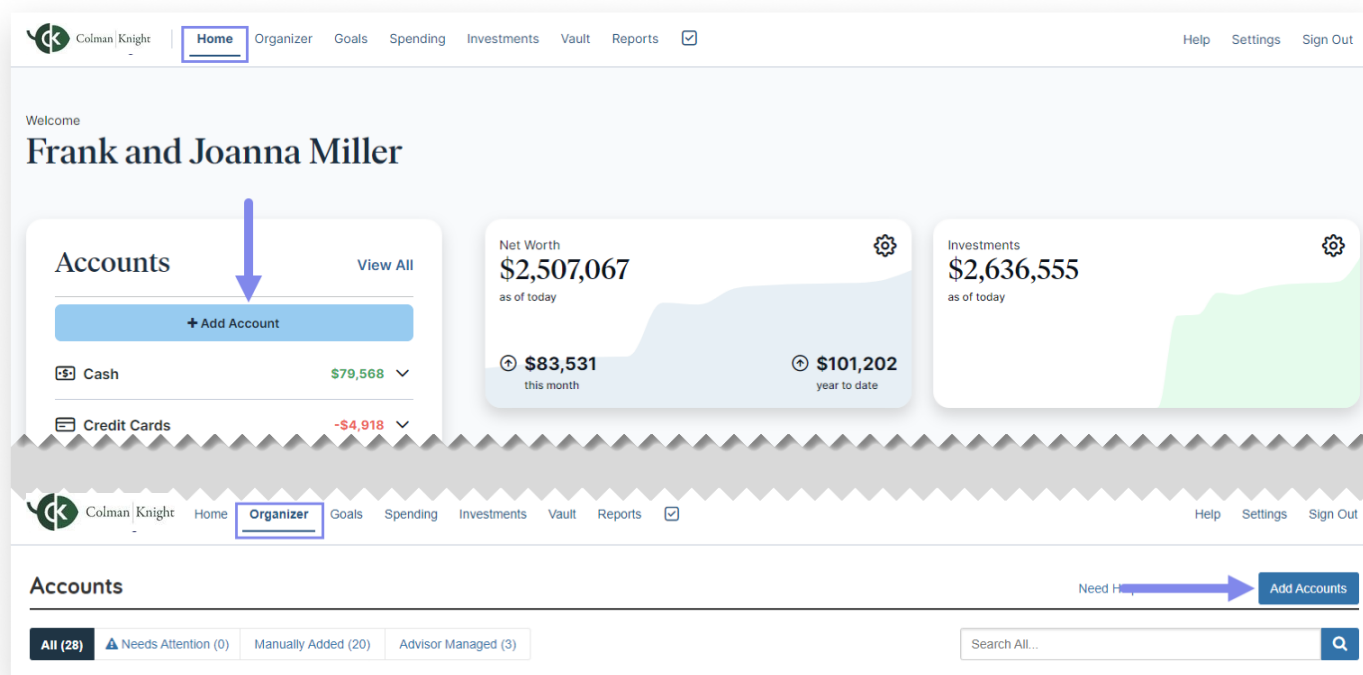 Colman Knight Home Organizer Goals Spending Investments Vault Reports Help Settings Sign Out
Welcome
Frank and Joanna Miller
Accounts View All
+ Add Account
Cash $79,568
Credit Cards -$4,918
Net Worth
$2,507,067
as of today
$83,531 $101,202
this month year to date
Investments
$2,636,555
as of today
Colman Knight Home Organizer Goals Spending Investments Vault Reports Help Settings Sign Out
Accounts Need Add Accounts
All (28) Needs Attention (0) Manually Added (20) Advisor Managed (3) Search All...